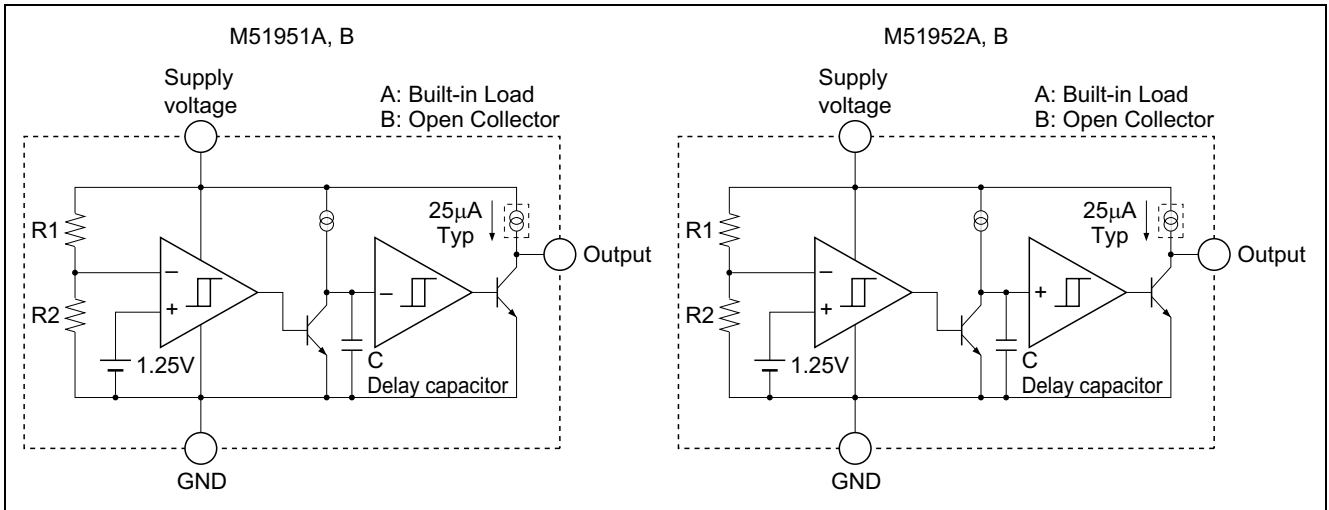 M51951A, B
Supply
voltage
A: Built-in Load
B: Open Collector
R1
R2
−
+
1.25V
−
C
Delay capacitor
25μA
Typ
Output
GND
M51952A, B
Supply
voltage
A: Built-in Load
B: Open Collector
R1
R2
−
+
1.25V
+
C
Delay capacitor
25μA
Typ
Output
GND